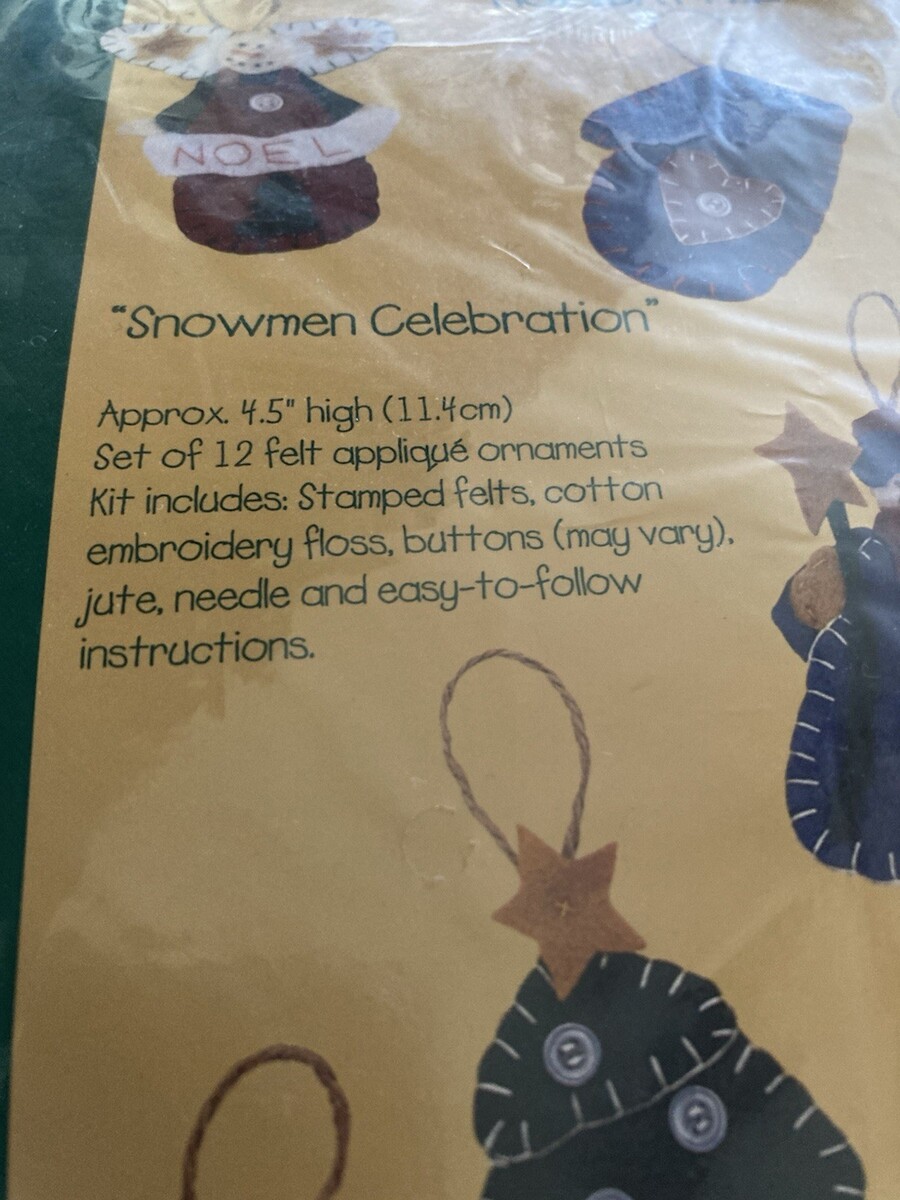 NOEL
"Snowmen Celebration"
Approx. 4.5" high (11.4cm)
Set of 12 felt appliqué ornaments
Kit includes: Stamped felts, cotton
embroidery floss, buttons (may vary),
jute, needle and easy-to-follow
instructions.